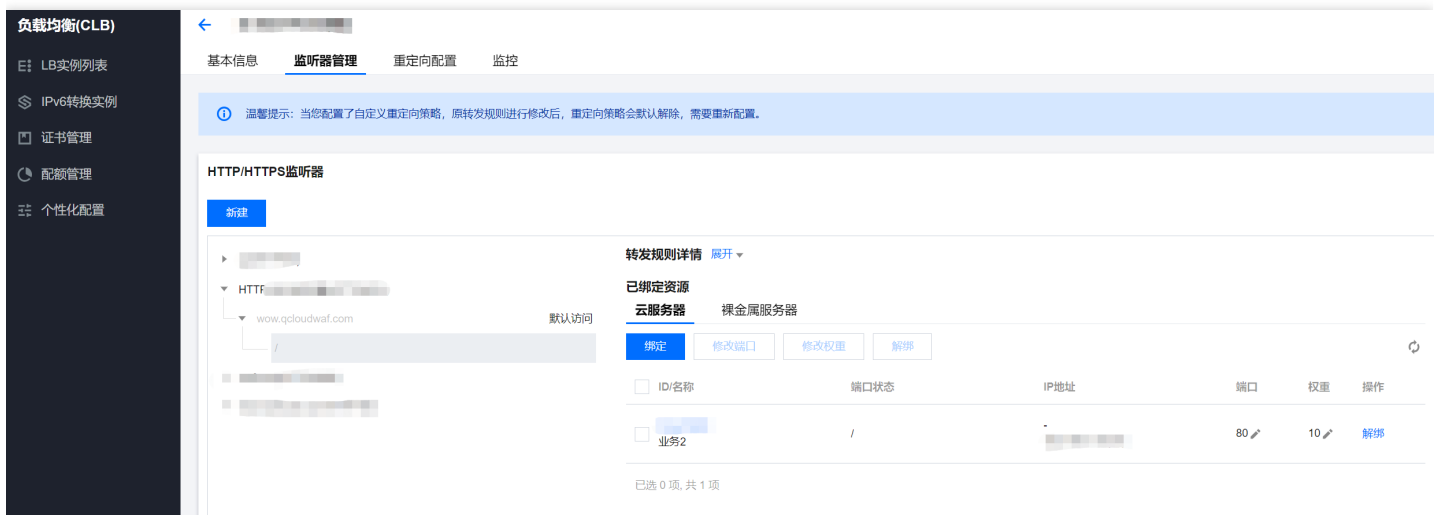 负载均衡(CLB)
LB实例列表
IPv6转换实例
证书管理
配额管理
个性化配置
基本信息 监听器管理 重定向配置 监控
温馨提示：当您配置了自定义重定向策略，原转发规则进行修改后，重定向策略会默认解除，需要重新配置。
HTTP/HTTPS监听器
新建
HTTP
wow.qcloudwaf.com 默认访问
/
转发规则详情 展开
已绑定资源
云服务器 裸金属服务器
绑定 修改端口 修改权重 解绑
ID/名称 端口状态 IP地址 端口 权重 操作
业务2 / - 80 10 解绑
已选 0 项, 共 1 项